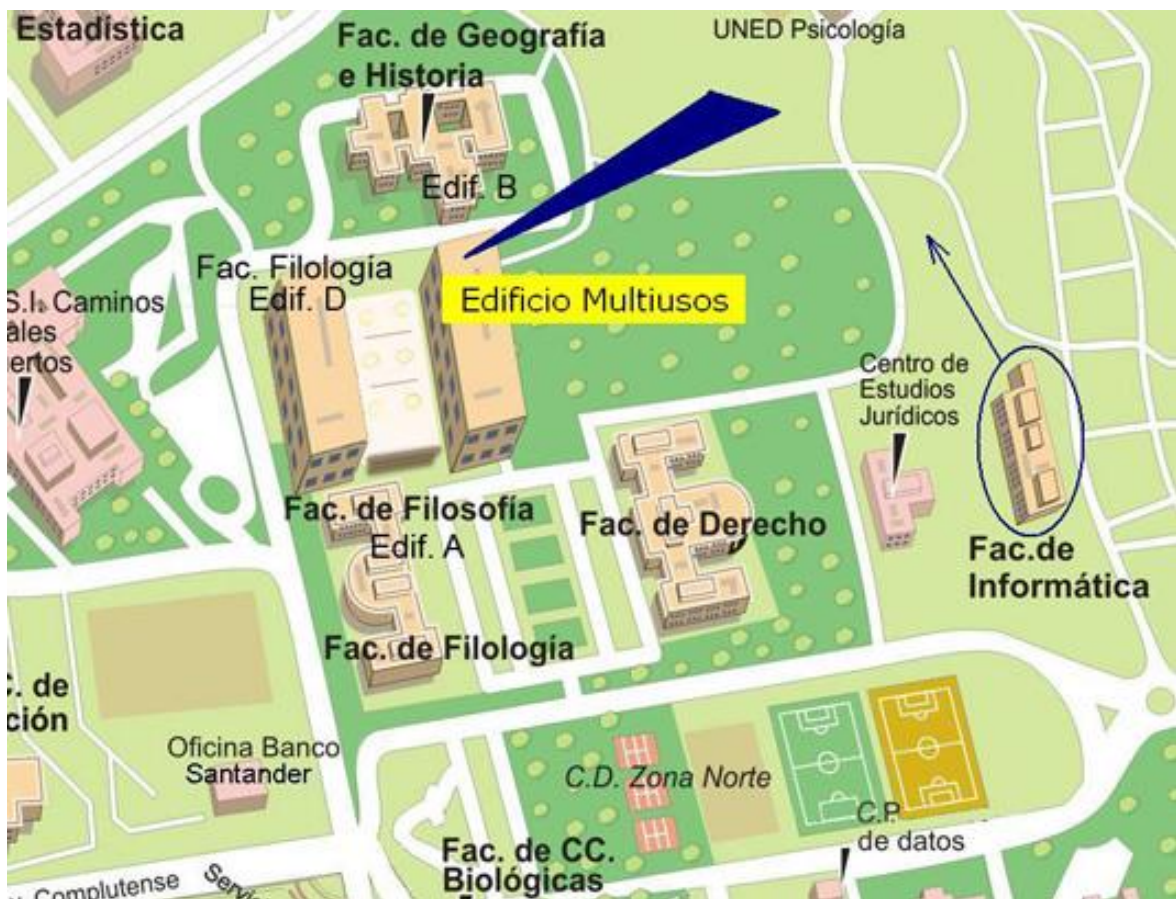 Estadística
Fac. de Geografía
e Historia
UNED Psicología
Edif. B
Fac. Filología
Edif. D
Edificio Multiusos
S.I. Caminos
ales
ertos
Centro de
Estudios
Jurídicos
Fac. de Filosofía
Edif. A
Fac. de Derecho
Fac.de
Informática
Fac. de Filología
C. de
ción
Oficina Banco
Santander
C.D. Zona Norte
C.P.
de datos
Fac. de CC.
Biológicas
Complutense